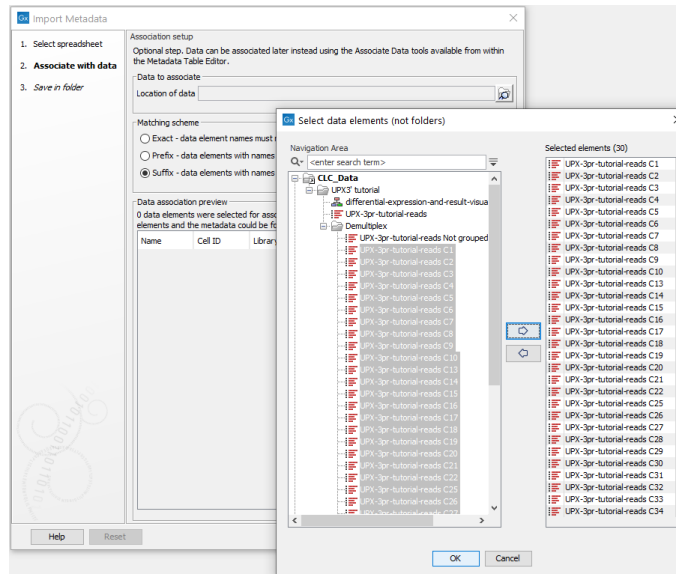 Gx Import Metadata
1. Select spreadsheet
2. Associate with data
3. Save in folder
Association setup
Optional step. Data can be associated later instead using the Associate Data tools available from within
the Metadata Table Editor.
Data to associate
Location of data
Matching scheme
Exact - data element names must
Prefix - data elements with names
Suffix - data elements with names
Data association preview
0 data elements were selected for asso
elements and the metadata could be fo
Name Cell ID Library
Help Reset
Gx Select data elements (not folders)
Navigation Area
<enter search term>
CLC_Data
UPX3' tutorial
differential-expression-and-result-visua
UPX-3pr-tutorial-reads
Demultiplex
UPX-3pr-tutorial-reads Not grouped
UPX-3pr-tutorial-reads C1
UPX-3pr-tutorial-reads C2
UPX-3pr-tutorial-reads C3
UPX-3pr-tutorial-reads C4
UPX-3pr-tutorial-reads C5
UPX-3pr-tutorial-reads C6
UPX-3pr-tutorial-reads C7
UPX-3pr-tutorial-reads C8
UPX-3pr-tutorial-reads C9
UPX-3pr-tutorial-reads C10
UPX-3pr-tutorial-reads C13
UPX-3pr-tutorial-reads C14
UPX-3pr-tutorial-reads C15
UPX-3pr-tutorial-reads C16
UPX-3pr-tutorial-reads C17
UPX-3pr-tutorial-reads C18
UPX-3pr-tutorial-reads C19
UPX-3pr-tutorial-reads C20
UPX-3pr-tutorial-reads C21
UPX-3pr-tutorial-reads C22
UPX-3pr-tutorial-reads C25
UPX-3pr-tutorial-reads C26
UPX-3pr-tutorial-reads C27
Selected elements (30)
UPX-3pr-tutorial-reads C1
UPX-3pr-tutorial-reads C2
UPX-3pr-tutorial-reads C3
UPX-3pr-tutorial-reads C4
UPX-3pr-tutorial-reads C5
UPX-3pr-tutorial-reads C6
UPX-3pr-tutorial-reads C7
UPX-3pr-tutorial-reads C8
UPX-3pr-tutorial-reads C9
UPX-3pr-tutorial-reads C10
UPX-3pr-tutorial-reads C13
UPX-3pr-tutorial-reads C14
UPX-3pr-tutorial-reads C15
UPX-3pr-tutorial-reads C16
UPX-3pr-tutorial-reads C17
UPX-3pr-tutorial-reads C18
UPX-3pr-tutorial-reads C19
UPX-3pr-tutorial-reads C20
UPX-3pr-tutorial-reads C21
UPX-3pr-tutorial-reads C22
UPX-3pr-tutorial-reads C25
UPX-3pr-tutorial-reads C26
UPX-3pr-tutorial-reads C27
UPX-3pr-tutorial-reads C28
UPX-3pr-tutorial-reads C29
UPX-3pr-tutorial-reads C30
UPX-3pr-tutorial-reads C31
UPX-3pr-tutorial-reads C32
UPX-3pr-tutorial-reads C33
UPX-3pr-tutorial-reads C34
OK Cancel